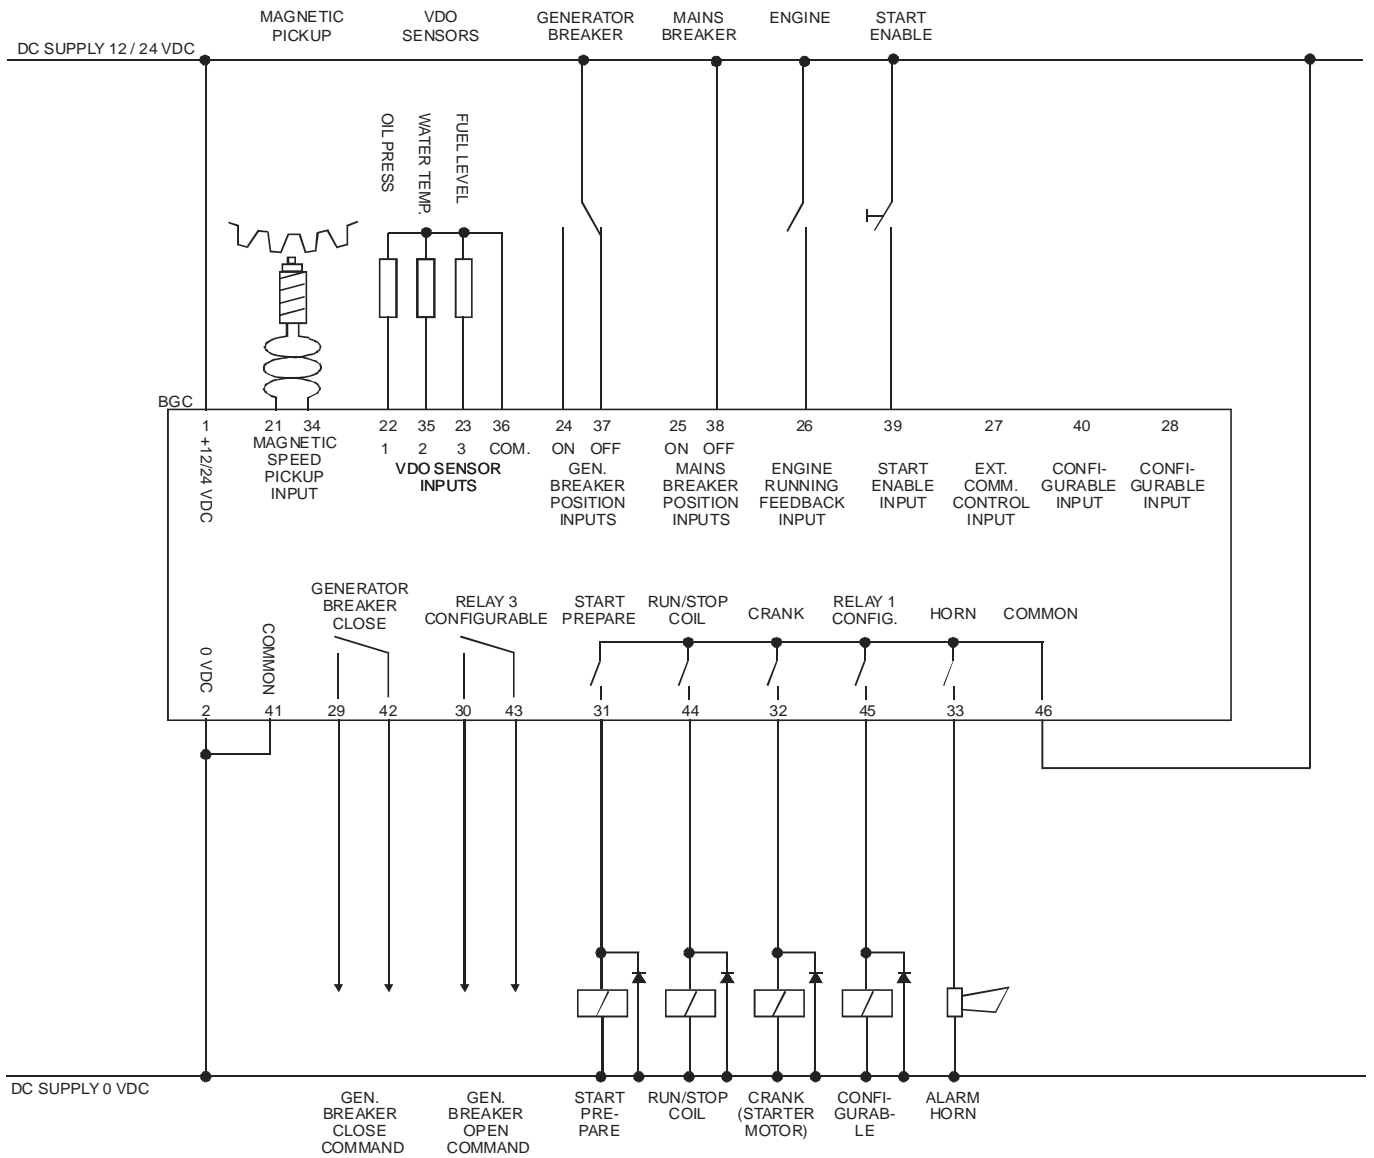 MAGNETIC
PICKUP
VDO
SENSORS
GENERATOR
BREAKER
MAINS
BREAKER
ENGINE
START
ENABLE
DC SUPPLY 12 / 24 VDC
OIL PRESS
WATER TEMP.
FUEL LEVEL
BGC
1 21 34 22 35 23 36 24 37 25 38 26 39 27 40 28
+12/24 VDC
MAGNETIC
SPEED
PICKUP
INPUT
1 2 3 COM.
VDO SENSOR
INPUTS
ON OFF
GEN.
BREAKER
POSITION
INPUTS
ON OFF
MAINS
BREAKER
POSITION
INPUTS
ENGINE
RUNNING
FEEDBACK
INPUT
START
ENABLE
INPUT
EXT.
COMM.
CONTROL
INPUT
CONFI-
GURABLE
INPUT
CONFI-
GURABLE
INPUT
GENERATOR
BREAKER
CLOSE
RELAY 3
CONFIGURABLE
START
PREPARE
RUN/STOP
COIL
CRANK
RELAY 1
CONFIG.
HORN
COMMON
0 VDC
COMMON
2 41 29 42 30 43 31 44 32 45 33 46
DC SUPPLY 0 VDC
GEN.
BREAKER
CLOSE
COMMAND
GEN.
BREAKER
OPEN
COMMAND
START
PRE-
PARE
RUN/STOP
COIL
CRANK
(STARTER
MOTOR)
CONFI-
GURAB-
LE
ALARM
HORN